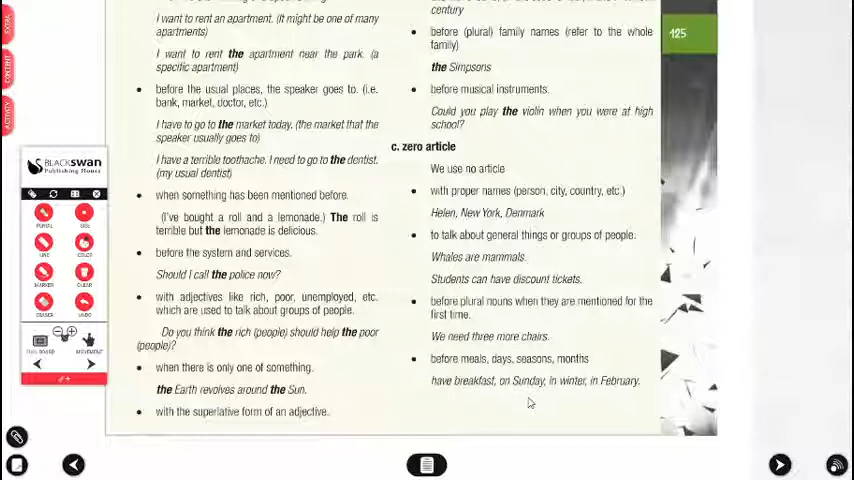 I want to rent an apartment. (It might be one of many
apartments)
I want to rent the apartment near the park. (a
specific apartment)
• before the usual places, the speaker goes to. (i.e.
bank, market, doctor, etc.)
I have to go to the market today. (the market that the
speaker usually goes to)
I have a terrible toothache. I need to go to the dentist.
(my usual dentist)
• when something has been mentioned before.
(I've bought a roll and a lemonade.) The roll is
terrible but the lemonade is delicious.
• before the system and services.
Should I call the police now?
• with adjectives like rich, poor, unemployed, etc.
which are used to talk about groups of people.
Do you think the rich (people) should help the poor
(people)?
• when there is only one of something.
the Earth revolves around the Sun.
• with the superlative form of an adjective.
century
• before (plural) family names (refer to the whole
family)
the Simpsons
• before musical instruments.
Could you play the violin when you were at high
school?
c. zero article
We use no article
• with proper names (person, city, country, etc.)
Helen, New York, Denmark
• to talk about general things or groups of people.
Whales are mammals.
Students can have discount tickets.
• before plural nouns when they are mentioned for the
first time.
We need three more chairs.
• before meals, days, seasons, months
have breakfast, on Sunday, in winter, in February.
125
EXTRA
CONTENT
ACTIVITY
BLACKSWAN
Publishing House
LINE
COLOR
MARKER
CLEAR
ERASER
UNDO
MOVEMENT